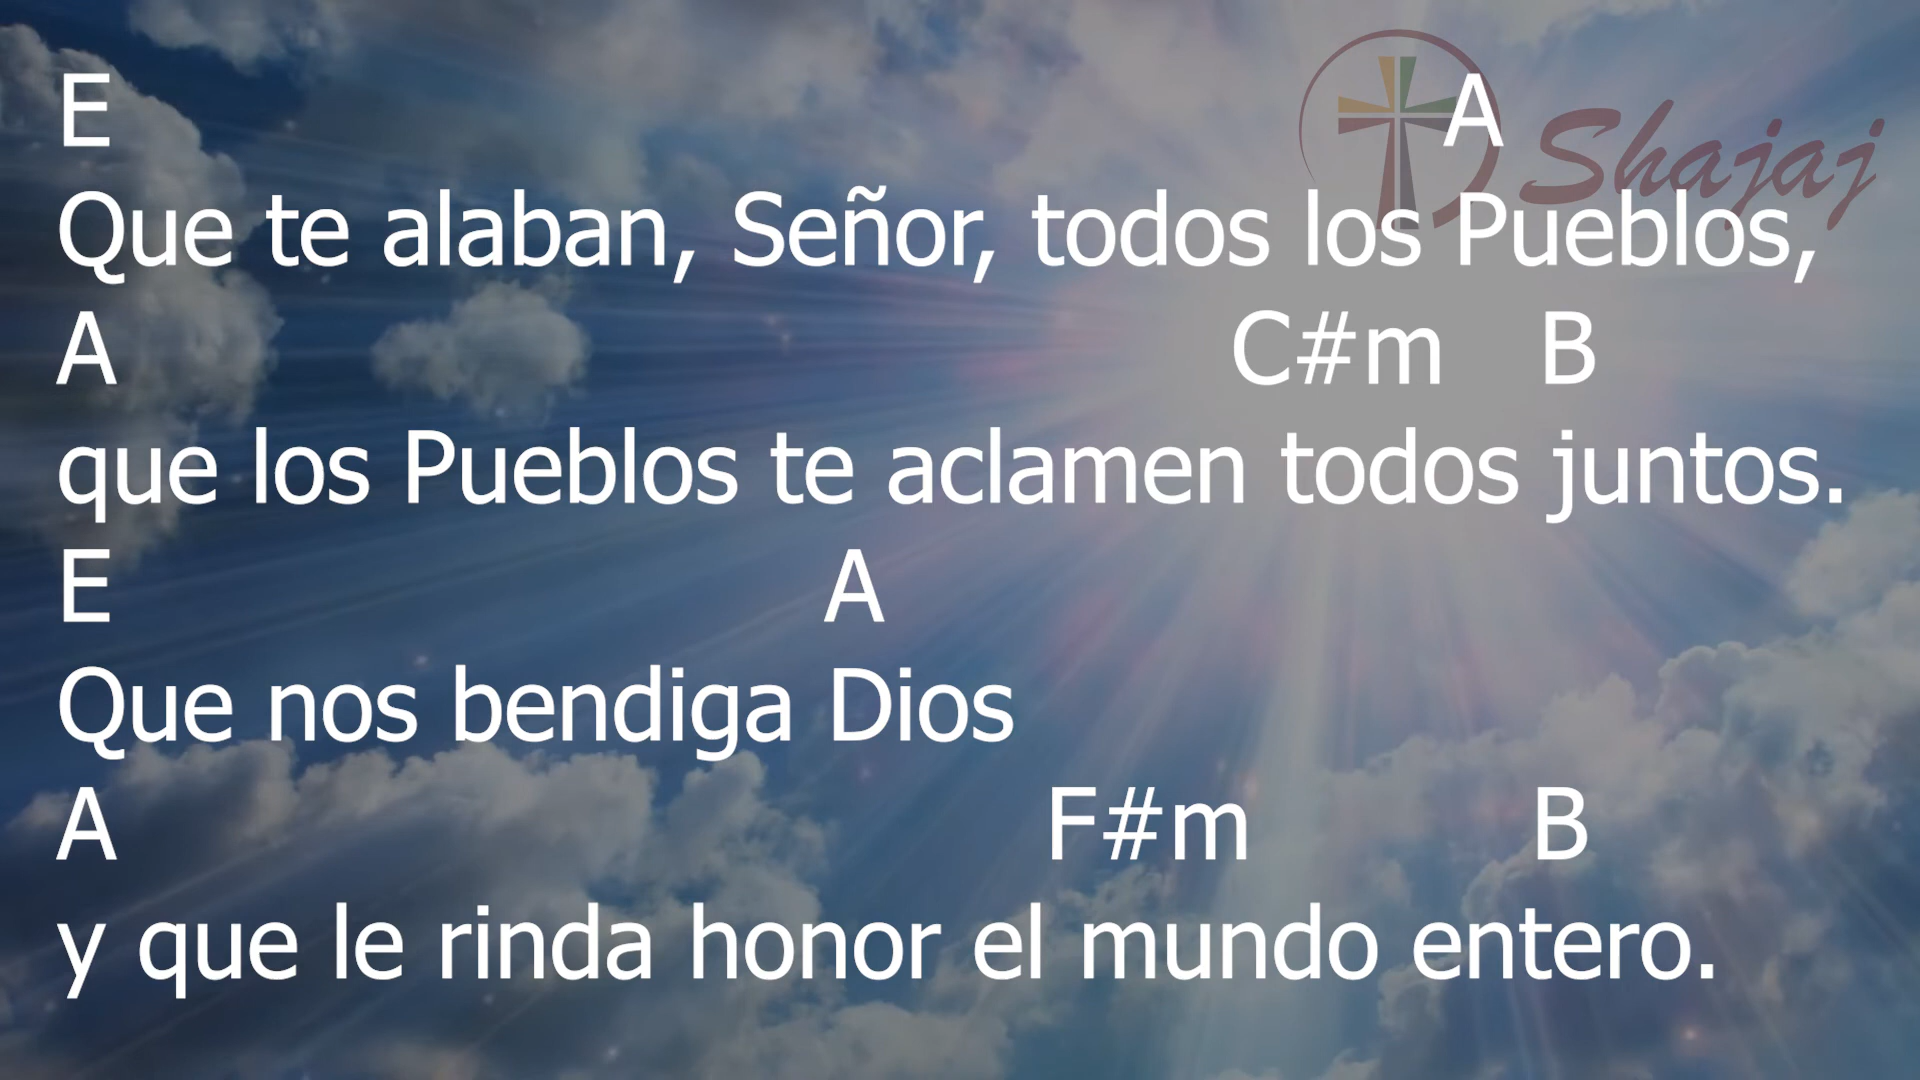 E A
Que te alaban, Señor, todos los Pueblos,
A C#m B
que los Pueblos te aclamen todos juntos.
E A
Que nos bendiga Dios
A F#m B
y que le rinda honor el mundo entero.
Shajaj